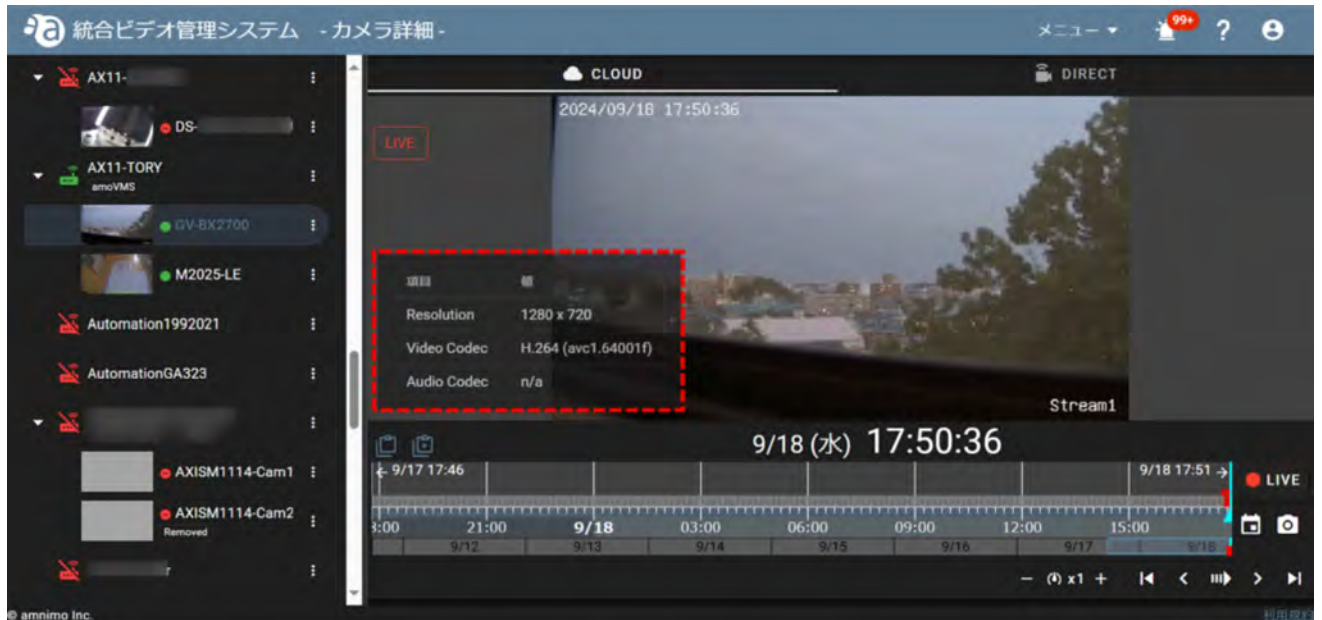 統合ビデオ管理システム - カメラ詳細 -
メニュー
99+
?
AX11-
DS-
AX11-TORY
amoVMS
GV-BX2700
M2025-LE
Automation1992021
AutomationGA323
AXISM1114-Cam1
AXISM1114-Cam2
Removed
CLOUD
DIRECT
2024/09/18 17:50:36
LIVE
項目 値
Resolution 1280 x 720
Video Codec H.264 (avc1.64001f)
Audio Codec n/a
Stream1
9/18 (水) 17:50:36
← 9/17 17:46
9/18 17:51 →
LIVE
:00 21:00 9/18 03:00 06:00 09:00 12:00 15:00
9/12 9/13 9/14 9/15 9/16 9/17 9/18
− x1 +
© amnimo Inc.
利用規約